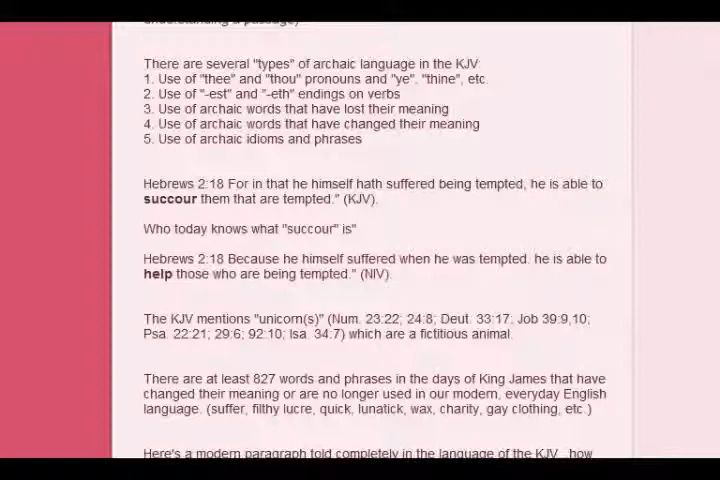 understanding a passage)
There are several "types" of archaic language in the KJV:
1. Use of "thee" and "thou" pronouns and "ye". "thine", etc.
2. Use of "-est" and "-eth" endings on verbs
3. Use of archaic words that have lost their meaning
4. Use of archaic words that have changed their meaning
5. Use of archaic idioms and phrases
Hebrews 2:18 For in that he himself hath suffered being tempted, he is able to
succour them that are tempted." (KJV).
Who today knows what "succour" is"
Hebrews 2:18 Because he himself suffered when he was tempted. he is able to
help those who are being tempted." (NIV).
The KJV mentions "unicorn(s)" (Num. 23:22; 24:8; Deut. 33:17; Job 39:9,10;
Psa. 22:21; 29:6; 92:10; Isa. 34:7) which are a fictitious animal.
There are at least 827 words and phrases in the days of King James that have
changed their meaning or are no longer used in our modern, everyday English
language. (suffer, filthy lucre, quick, lunatick, wax, charity, gay clothing, etc.)
Here's a modern paragraph told completely in the language of the KJV...how